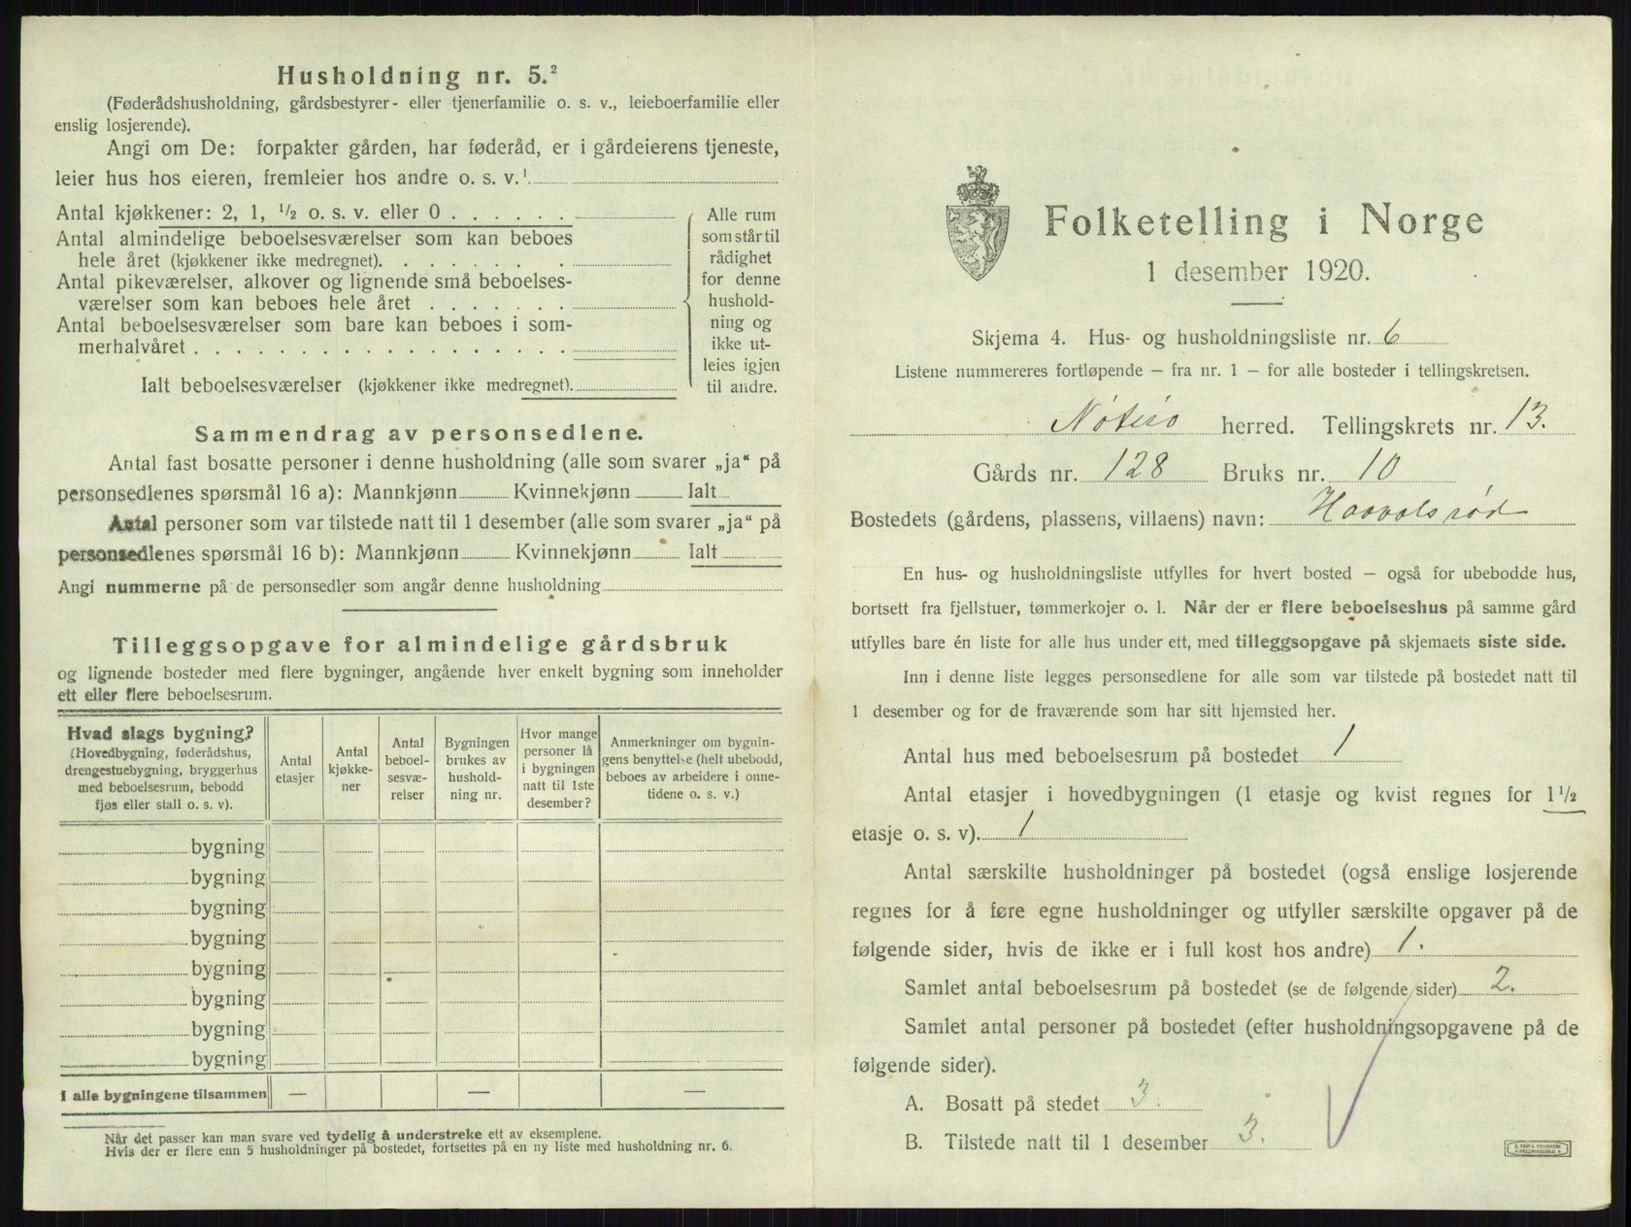 Husholdning nr. 5.²
(Føderådshusholdning, gårdsbestyrer- eller tjenerfamilie o. s. v., leieboerfamilie eller
enslig losjerende).
Angi om De: forpakter gården, har føderåd, er i gårdeierens tjeneste,
leier hus hos eieren, fremleier hos andre o. s. v.¹
Antal kjøkkener: 2, 1, ½ o. s. v. eller 0 . . . . . .
Antal almindelige beboelsesværelser som kan beboes
hele året (kjøkkener ikke medregnet). . . . . . . .
Antal pikeværelser, alkover og lignende små beboelses-
værelser som kan beboes hele året . . . . . . .
Antal beboelsesværelser som bare kan beboes i som-
merhalvåret . . . . . . . . . . . . . . . . . .
Ialt beboelsesværelser (kjøkkener ikke medregnet).
Alle rum
som står til
rådighet
for denne
hushold-
ning og
ikke ut-
leies igjen
til andre.
Sammendrag av personsedlene.
Antal fast bosatte personer i denne husholdning (alle som svarer „ja“ på
personsedlenes spørsmål 16 a): Mannkjønn Kvinnekjønn Ialt
Antal personer som var tilstede natt til 1 desember (alle som svarer „ja“ på
personsedlenes spørsmål 16 b): Mannkjønn Kvinnekjønn Ialt
Angi nummerne på de personsedler som angår denne husholdning
Tilleggsopgave for almindelige gårdsbruk
og lignende bosteder med flere bygninger, angående hver enkelt bygning som inneholder
ett eller flere beboelsesrum.
Hvad slags bygning?
(Hovedbygning, føderådshus,
drengestuebygning, bryggerhus
med beboelsesrum, bebodd
fjøs eller stall o. s. v).
Antal
etasjer
Antal
kjøkke-
ner
Antal
beboel-
sesvæ-
relser
Bygningen
brukes av
hushold-
ning nr.
Hvor mange
personer lå
i bygningen
natt til 1ste
desember?
Anmerkninger om bygnin-
gens benyttelse (helt ubebodd,
beboes av arbeidere i onne-
tidene o. s. v.)
bygning
bygning
bygning
bygning
bygning
bygning
bygning
bygning
I alle bygningene tilsammen — — —
Når det passer kan man svare ved tydelig å understreke ett av eksemplene.
Hvis der er flere enn 5 husholdninger på bostedet, fortsettes på en ny liste med husholdning nr. 6.
Folketelling i Norge
1 desember 1920.
Skjema 4. Hus- og husholdningsliste nr. 6
Listene nummereres fortløpende — fra nr. 1 — for alle bosteder i tellingskretsen.
Nøterø herred. Tellingskrets nr. 13.
Gårds nr. 128 Bruks nr. 10
Bostedets (gårdens, plassens, villaens) navn: Haavolsrød
En hus- og husholdningsliste utfylles for hvert bosted — også for ubebodde hus,
bortsett fra fjellstuer, tømmerkojer o. l. Når der er flere beboelseshus på samme gård
utfylles bare én liste for alle hus under ett, med tilleggsopgave på skjemaets siste side.
Inn i denne liste legges personsedlene for alle som var tilstede på bostedet natt til
1 desember og for de fraværende som har sitt hjemsted her.
Antal hus med beboelsesrum på bostedet 1
Antal etasjer i hovedbygningen (1 etasje og kvist regnes for 1½
etasje o. s. v). 1
Antal særskilte husholdninger på bostedet (også enslige losjerende
regnes for å føre egne husholdninger og utfyller særskilte opgaver på de
følgende sider, hvis de ikke er i full kost hos andre) 1.
Samlet antal beboelsesrum på bostedet (se de følgende sider) 2.
Samlet antal personer på bostedet (efter husholdningsopgavene på de
følgende sider).
A. Bosatt på stedet 3.
B. Tilstede natt til 1 desember 3.